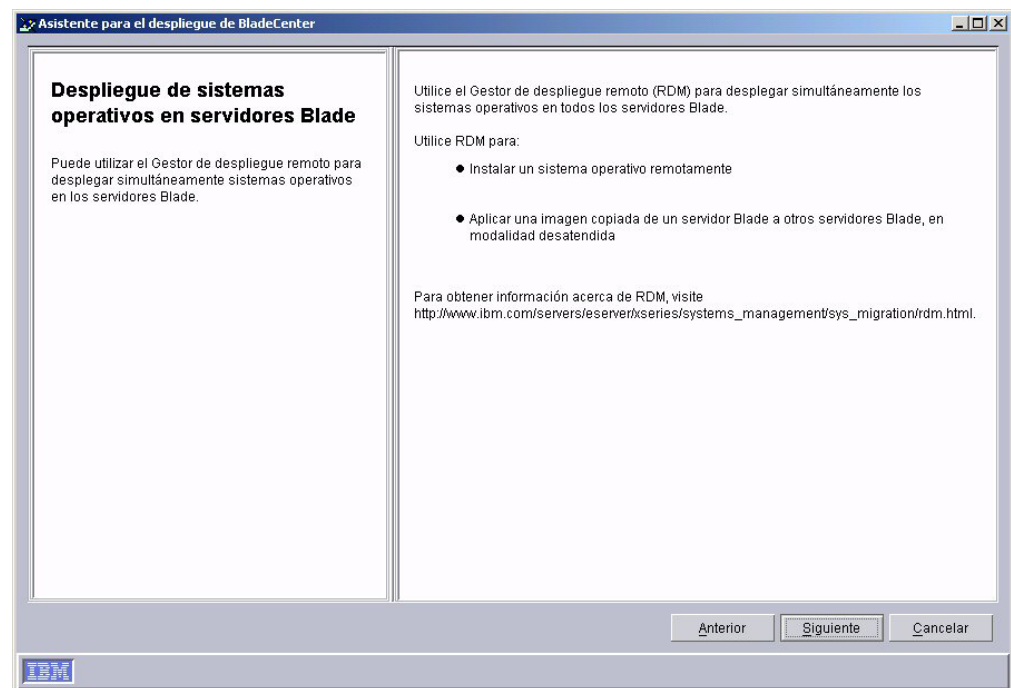 Asistente para el despliegue de BladeCenter
Despliegue de sistemas
operativos en servidores Blade
Puede utilizar el Gestor de despliegue remoto para
desplegar simultáneamente sistemas operativos
en los servidores Blade.
Utilice el Gestor de despliegue remoto (RDM) para desplegar simultáneamente los
sistemas operativos en todos los servidores Blade.
Utilice RDM para:
● Instalar un sistema operativo remotamente
● Aplicar una imagen copiada de un servidor Blade a otros servidores Blade, en
modalidad desatendida
Para obtener información acerca de RDM, visite
http://www.ibm.com/servers/eserver/xseries/systems_management/sys_migration/rdm.html.
Anterior
Siguiente
Cancelar
IBM